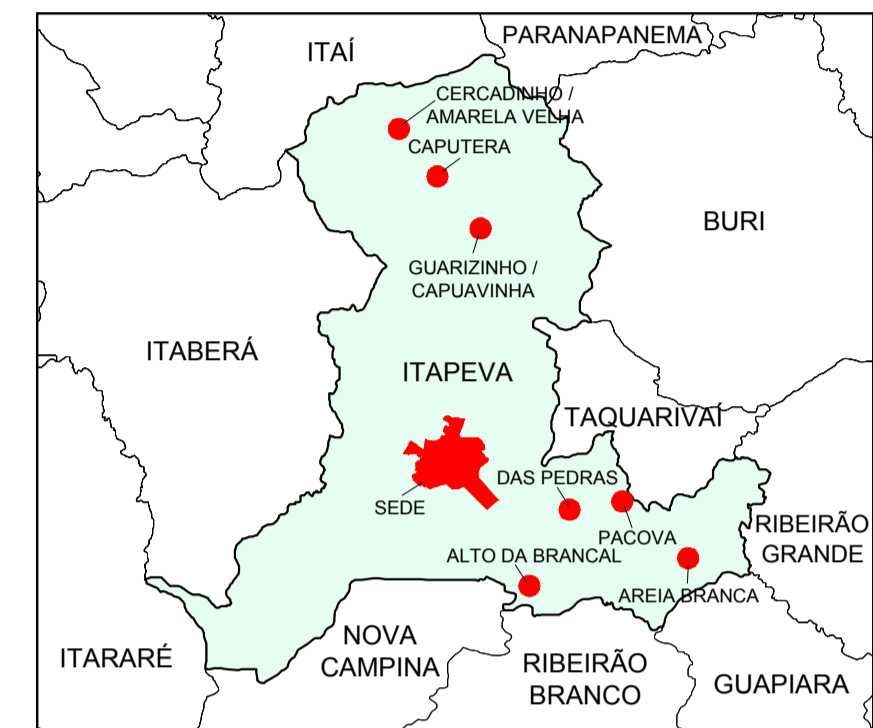 PARANAPANEMA
ITAÍ
CERCADINHO /
AMARELA VELHA
CAPUTERA
BURI
GUARIZINHO /
CAPUAVINHA
ITABERÁ
ITAPEVA
TAQUARIVAÍ
DAS PEDRAS
SEDE
PACOVA
RIBEIRÃO
GRANDE
ALTO DA BRANCAL
AREIA BRANCA
NOVA
CAMPINA
ITARARÉ
RIBEIRÃO
BRANCO
GUAPIARA